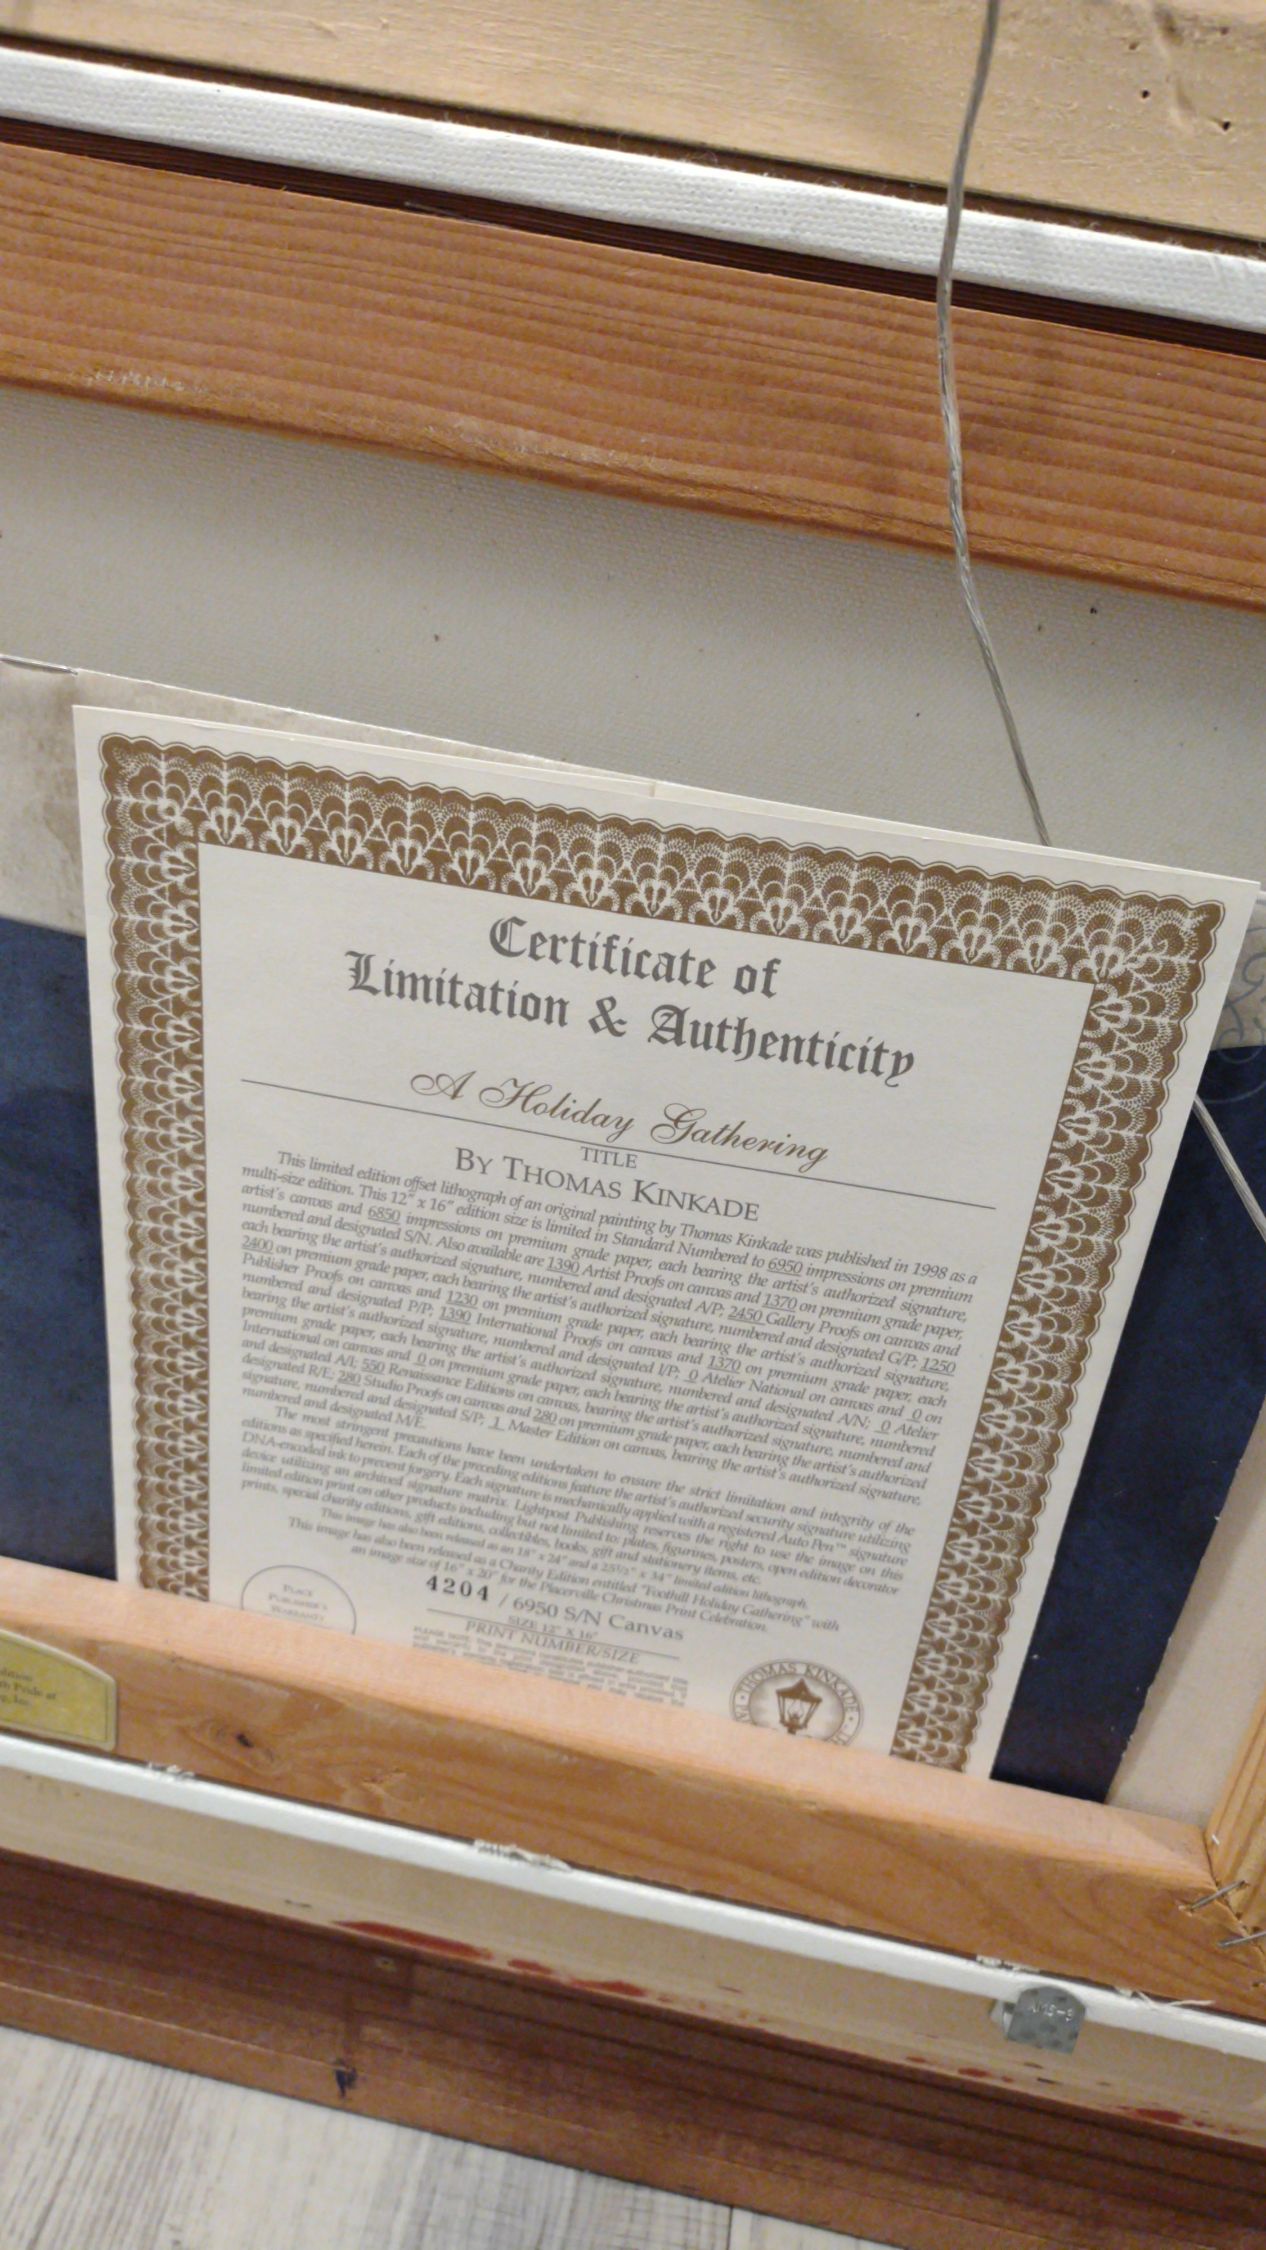 Certificate of
Limitation & Authenticity
A Holiday Gathering
TITLE
BY THOMAS KINKADE
This limited edition offset lithograph of an original painting by Thomas Kinkade was published in 1998 as a
multi-size edition. This 12" x 16" edition size is limited in Standard Numbered to 6950 impressions on premium
artist's canvas and 6850 impressions on premium grade paper, each bearing the artist's authorized signature,
numbered and designated S/N. Also available are 1390 Artist Proofs on canvas and 1370 on premium grade paper,
each bearing the artist's authorized signature, numbered and designated A/P; 2450 Gallery Proofs on canvas and
2400 on premium grade paper, each bearing the artist's authorized signature, numbered and designated G/P; 1250
Publisher Proofs on canvas and 1230 on premium grade paper, each bearing the artist's authorized signature,
numbered and designated P/P; 1390 International Proofs on canvas and 1370 on premium grade paper, each
bearing the artist's authorized signature, numbered and designated I/P; 0 Atelier National on canvas and 0 on
premium grade paper, each bearing the artist's authorized signature, numbered and designated A/N; 0 Atelier
International on canvas and 0 on premium grade paper, each bearing the artist's authorized signature, numbered
and designated A/I; 550 Renaissance Editions on canvas, bearing the artist's authorized signature, numbered and
designated R/E; 280 Studio Proofs on canvas and 280 on premium grade paper, each bearing the artist's authorized
signature, numbered and designated S/P; 1 Master Edition on canvas, bearing the artist's authorized signature,
numbered and designated M/E.
The most stringent precautions have been undertaken to ensure the strict limitation and integrity of the
editions as specified herein. Each of the preceding editions feature the artist's authorized security signature utilizing
DNA-encoded ink to prevent forgery. Each signature is mechanically applied with a registered Auto Pen™ signature
device utilizing an archived signature matrix. Lightpost Publishing reserves the right to use the image on this
limited edition print on other products including but not limited to: plates, figurines, posters, open edition decorator
prints, special charity editions, gift editions, collectibles, books, gift and stationery items, etc.
This image has also been released as an 18" x 24" and a 25½" x 34" limited edition lithograph.
This image has also been released as a Charity Edition entitled "Foothill Holiday Gathering" with
an image size of 16" x 20" for the Placerville Christmas Print Celebration.
4204 / 6950 S/N Canvas
SIZE 12" X 16"
PRINT NUMBER/SIZE
PLACE
PUBLISHER'S
WARRANTY
THOMAS KINKADE